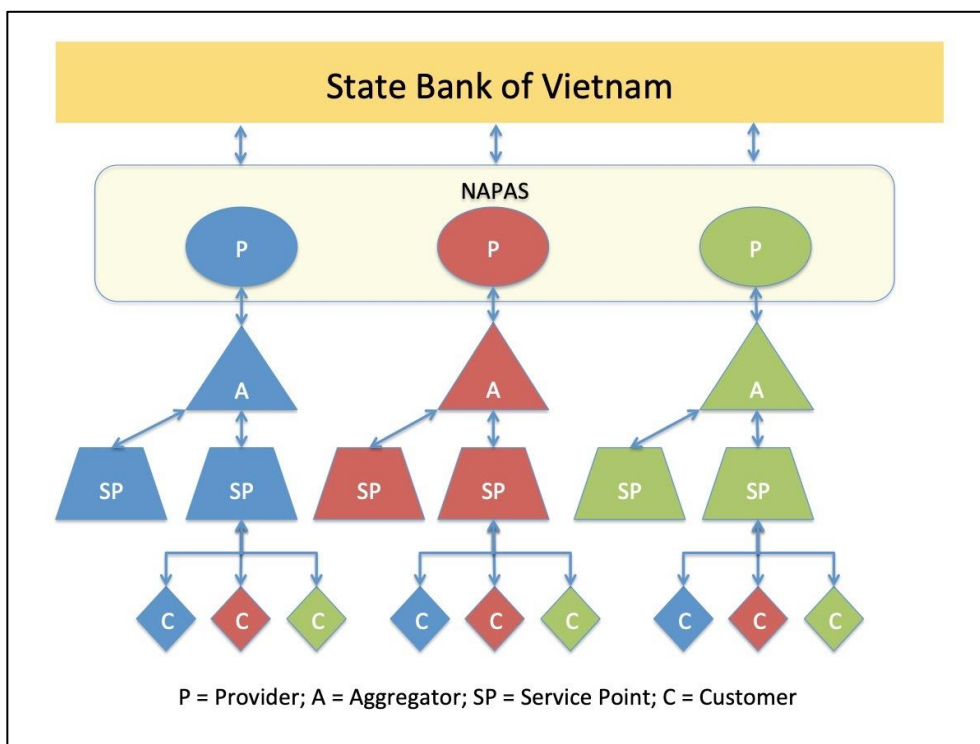 State Bank of Vietnam
NAPAS
P P P
A A A
SP SP SP SP SP SP
C C C C C C C C C
P = Provider; A = Aggregator; SP = Service Point; C = Customer